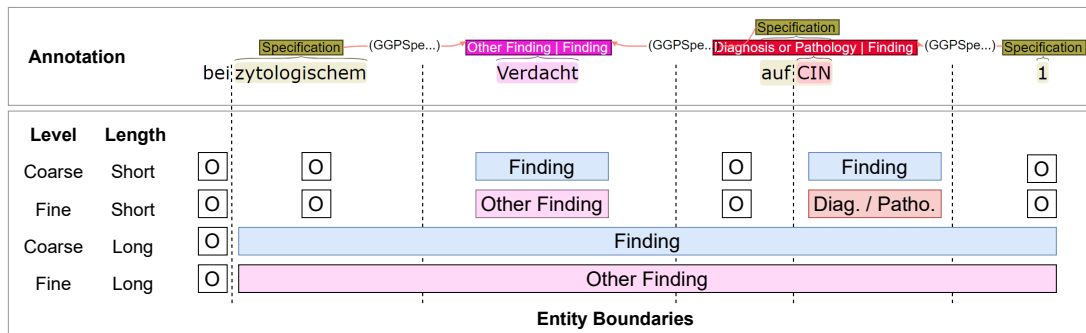 Specification
Specification (GGPSpe...) Other Finding | Finding (GGPSpe... Diagnosis or Pathology | Finding (GGPSpe...) Specification
Annotation
bei zytologischem Verdacht auf CIN 1
Level Length
Coarse Short O O Finding O Finding O
Fine Short O O Other Finding O Diag. / Patho. O
Coarse Long O Finding
Fine Long O Other Finding
Entity Boundaries